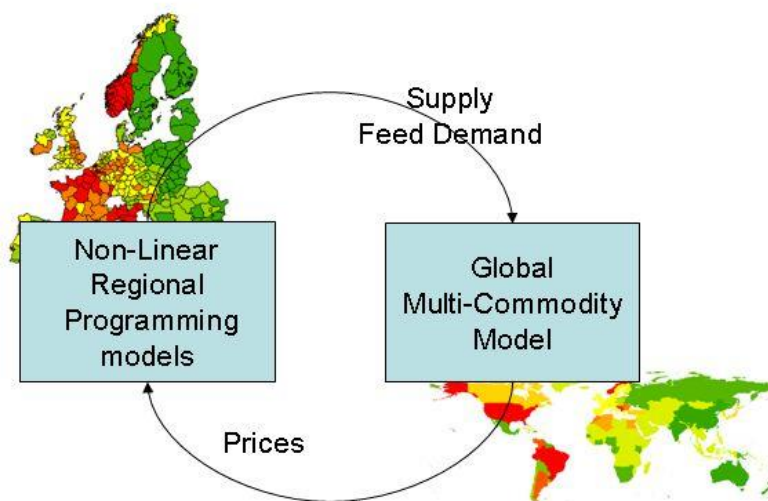 Supply
Feed Demand
Non-Linear
Regional
Programming
models
Global
Multi-Commodity
Model
Prices